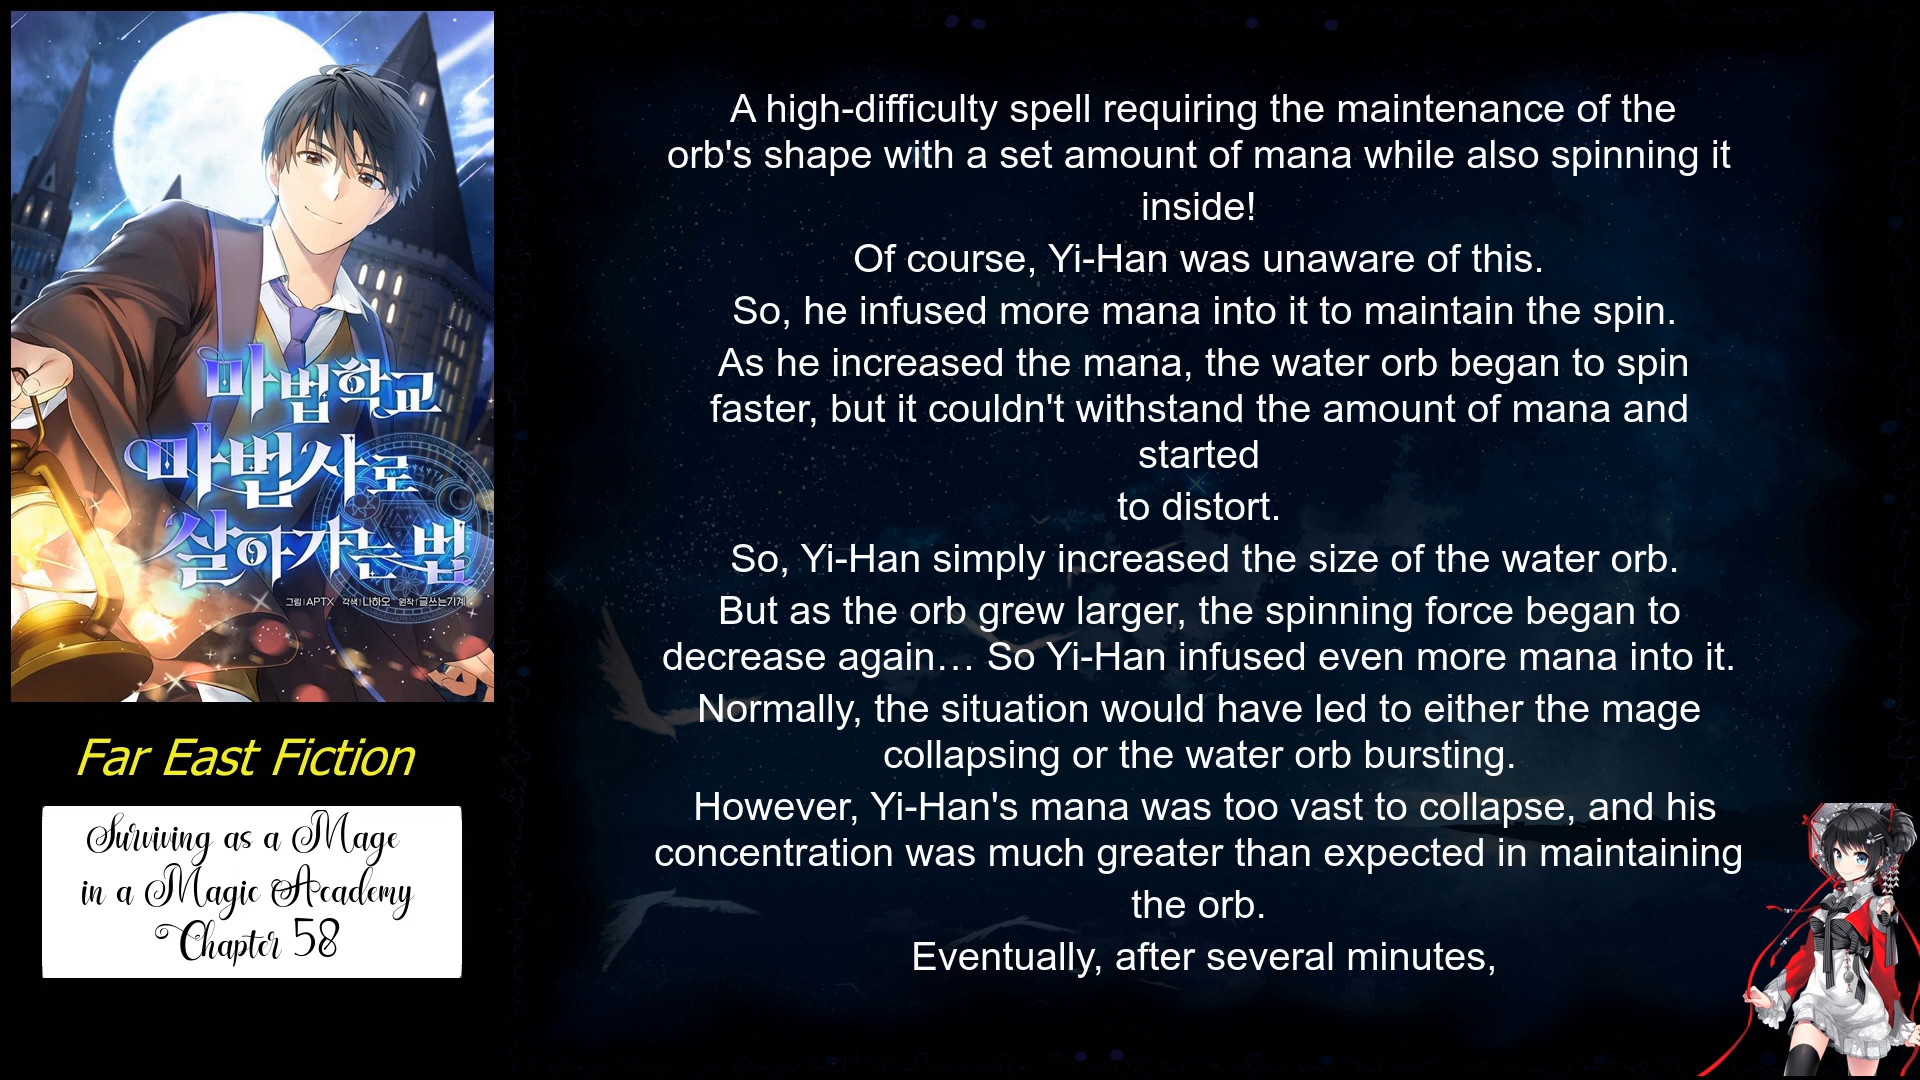 마법학교
마법사로
살아가는 법
그림|APTX 각색|나하오 원작|글쓰는기계
Far East Fiction
Surviving as a Mage
in a Magic Academy
Chapter 58
A high-difficulty spell requiring the maintenance of the
orb's shape with a set amount of mana while also spinning it
inside!
Of course, Yi-Han was unaware of this.
So, he infused more mana into it to maintain the spin.
As he increased the mana, the water orb began to spin
faster, but it couldn't withstand the amount of mana and
started
to distort.
So, Yi-Han simply increased the size of the water orb.
But as the orb grew larger, the spinning force began to
decrease again… So Yi-Han infused even more mana into it.
Normally, the situation would have led to either the mage
collapsing or the water orb bursting.
However, Yi-Han's mana was too vast to collapse, and his
concentration was much greater than expected in maintaining
the orb.
Eventually, after several minutes,